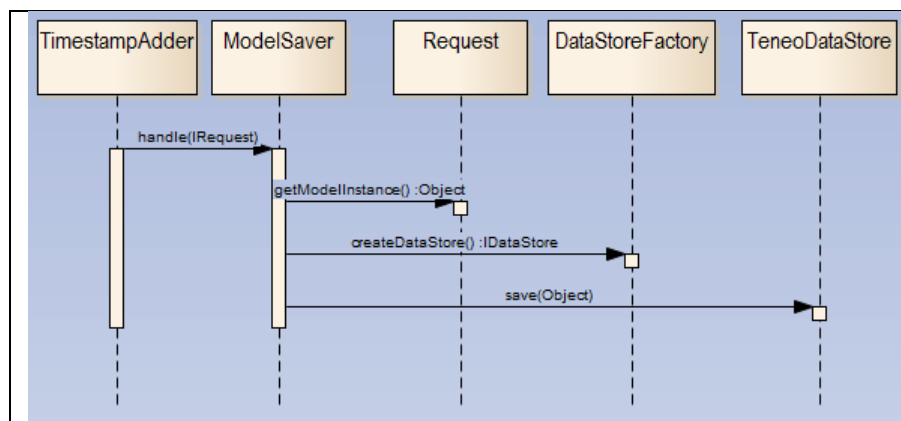 TimestampAdder
ModelSaver
Request
DataStoreFactory
TeneoDataStore
handle(IRequest)
getModelInstance() :Object
createDataStore() :IDataStore
save(Object)